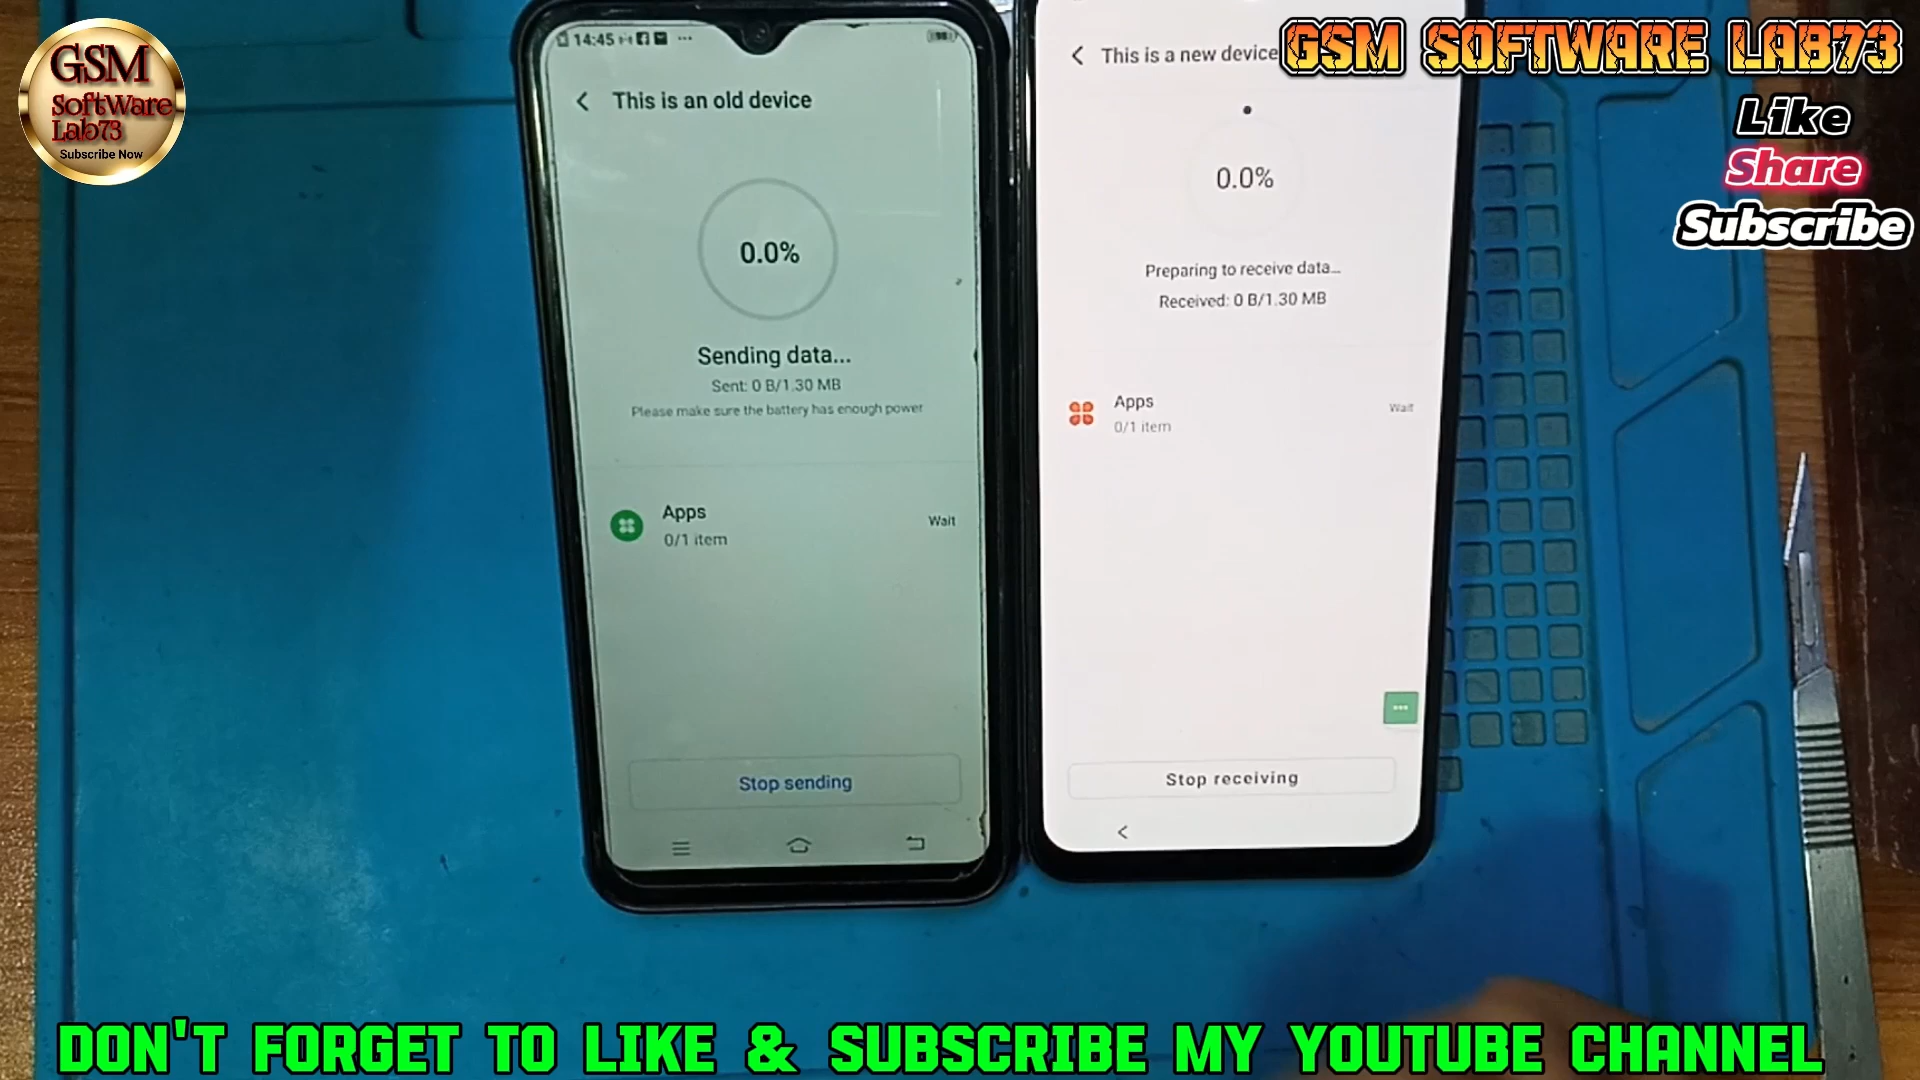 GSM
SoftWare
Lab73
Subscribe Now
14:45
This is an old device
0.0%
Sending data...
Sent: 0 B/1.30 MB
Please make sure the battery has enough power
Apps
0/1 item
Wait
Stop sending
This is a new device
0.0%
Preparing to receive data...
Received: 0 B/1.30 MB
Apps
0/1 item
Wait
Stop receiving
GSM SOFTWARE LAB73
Like
Share
Subscribe
DON'T FORGET TO LIKE & SUBSCRIBE MY YOUTUBE CHANNEL